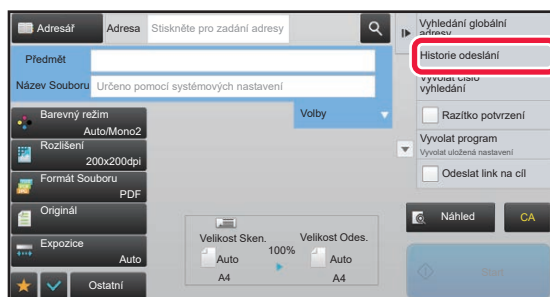 Adresář
Adresa
Stiskněte pro zadání adresy
Předmět
Název Souboru
Určeno pomocí systémových nastavení
Volby
Barevný režim
Auto/Mono2
Rozlišení
200x200dpi
Formát Souboru
PDF
Originál
Expozice
Auto
Ostatní
Velikost Sken.
100%
Velikost Odes.
Auto
A4
Auto
A4
Vyhledání globální
adresy
Historie odeslání
Vyvolat číslo
vyhledání
Razítko potvrzení
Vyvolat program
Vyvolat uložená nastavení
Odeslat link na cíl
Náhled
CA
Start